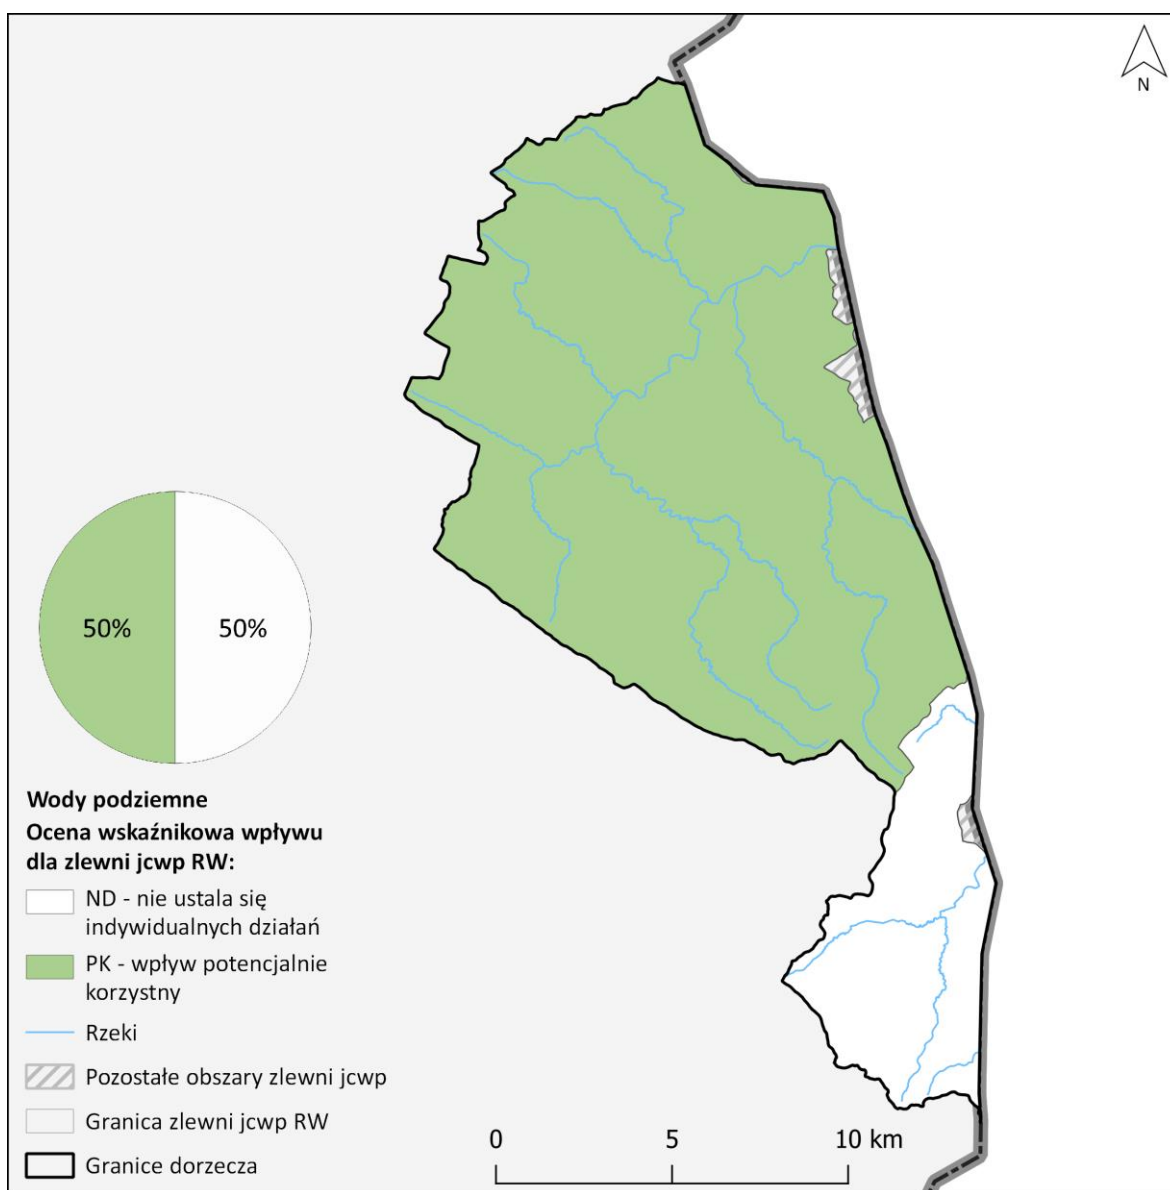 N
50%
50%
Wody podziemne
Ocena wskaźnikowa wpływu
dla zlewni jcwp RW:
ND - nie ustala się
indywidualnych działań
PK - wpływ potencjalnie
korzystny
Rzeki
Pozostałe obszary zlewni jcwp
Granica zlewni jcwp RW
Granice dorzecza
0 5 10 km